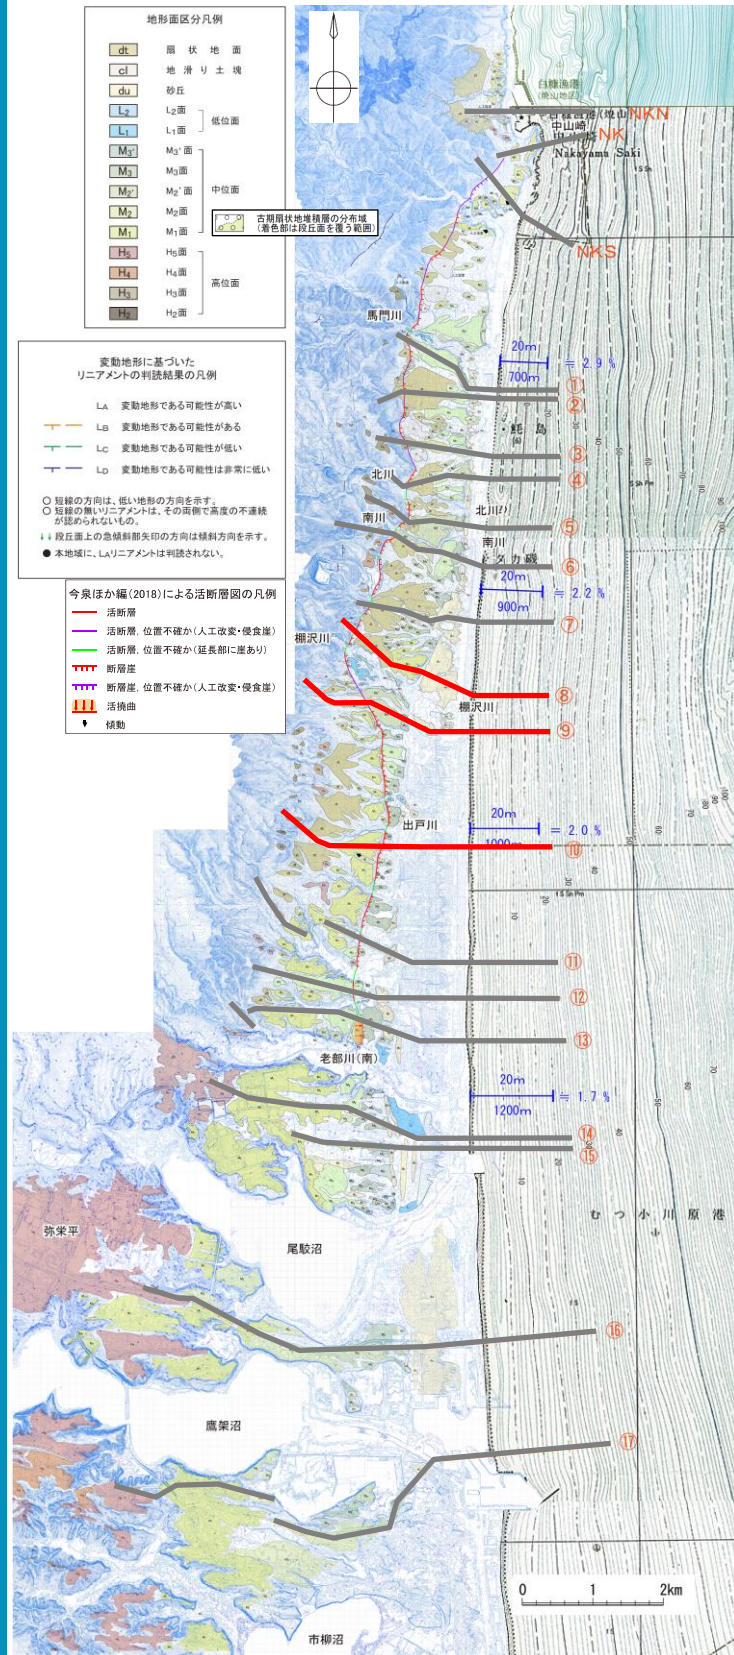 地形面区分凡例
dt 扇状地面
cl 地滑り土塊
du 砂丘
L₂ L₂面
L₁ L₁面
低位面
M₃' M₃'面
M₃ M₃面
M₂' M₂'面
M₂ M₂面
M₁ M₁面
中位面
H₅ H₅面
H₄ H₄面
H₃ H₃面
H₂ H₂面
高位面
古期扇状地堆積層の分布域
(着色部は段丘面を覆う範囲)
変動地形に基づいた
リニアメントの判読結果の凡例
LA 変動地形である可能性が高い
LB 変動地形である可能性がある
LC 変動地形である可能性が低い
LD 変動地形である可能性は非常に低い
○ 短線の方向は、低い地形の方向を示す。
○ 短線の無いリニアメントは、その両側で高度の不連続
が認められないもの。
↓↓ 段丘面上の急傾斜部矢印の方向は傾斜方向を示す。
● 本地域に、LAリニアメントは判読されない。
今泉ほか編(2018)による活断層図の凡例
活断層
活断層, 位置不確か(人工改変・侵食崖)
活断層, 位置不確か(延長部に崖あり)
断層崖
断層崖, 位置不確か(人工改変・侵食崖)
活撓曲
傾動
白糠漁港
(焼山地区)
NKN
中山崎
NK
Nakayama Saki
NKS
馬門川
20m
700m
≒ 2.9 %
①
②
③
④
北川
北川
⑤
南川
南川
タカ磯
⑥
20m
900m
≒ 2.2 %
⑦
棚沢川
⑧
棚沢川
⑨
出戸川
20m
1000m
≒ 2.0 %
⑩
⑪
⑫
⑬
老部川(南)
20m
1200m
≒ 1.7 %
⑭
⑮
むつ小川原港
弥栄平
尾駮沼
⑯
鷹架沼
⑰
0 1 2km
市柳沼